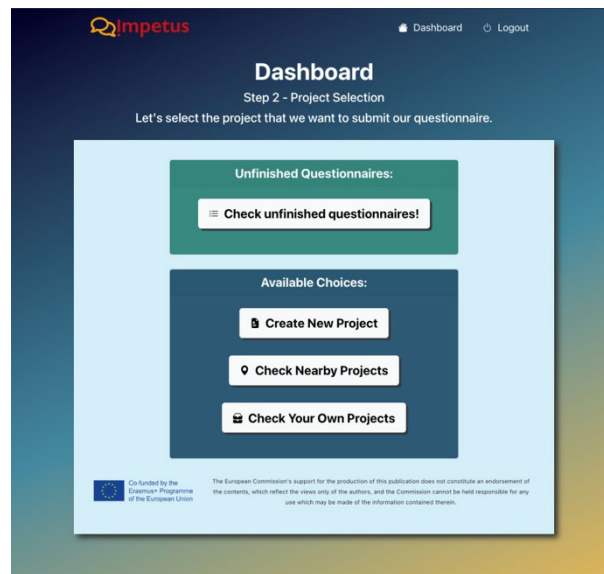 Impetus
Dashboard
Logout
Dashboard
Step 2 - Project Selection
Let's select the project that we want to submit our questionnaire.
Unfinished Questionnaires:
Check unfinished questionnaires!
Available Choices:
Create New Project
Check Nearby Projects
Check Your Own Projects
Co-funded by the
Erasmus+ Programme
of the European Union
The European Commission's support for the production of this publication does not constitute an endorsement of
the contents, which reflect the views only of the authors, and the Commission cannot be held responsible for any
use which may be made of the information contained therein.